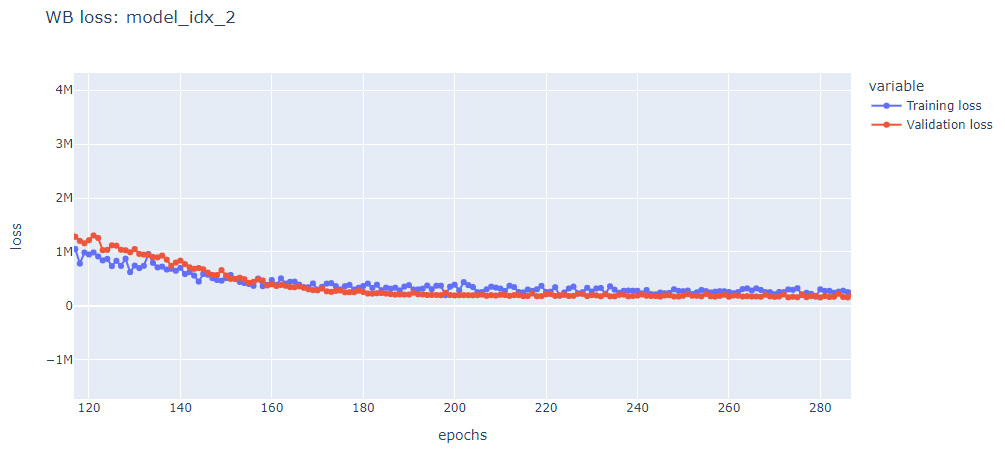 WB loss: model_idx_2
variable
Training loss
Validation loss
4M
3M
2M
1M
0
−1M
loss
120 140 160 180 200 220 240 260 280
epochs